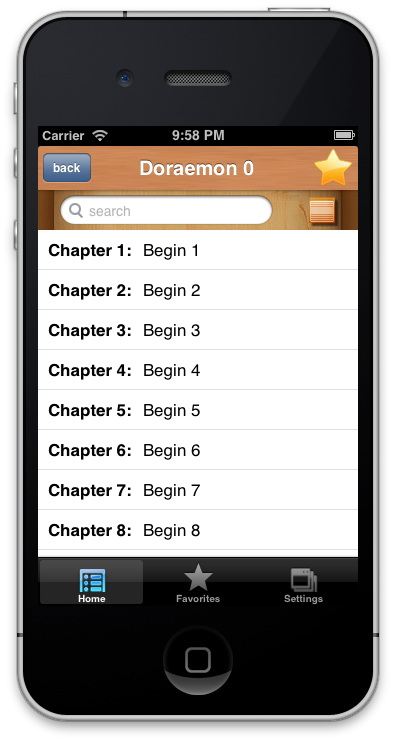 Carrier 9:58 PM
back Doraemon 0
search
Chapter 1: Begin 1
Chapter 2: Begin 2
Chapter 3: Begin 3
Chapter 4: Begin 4
Chapter 5: Begin 5
Chapter 6: Begin 6
Chapter 7: Begin 7
Chapter 8: Begin 8
Home Favorites Settings